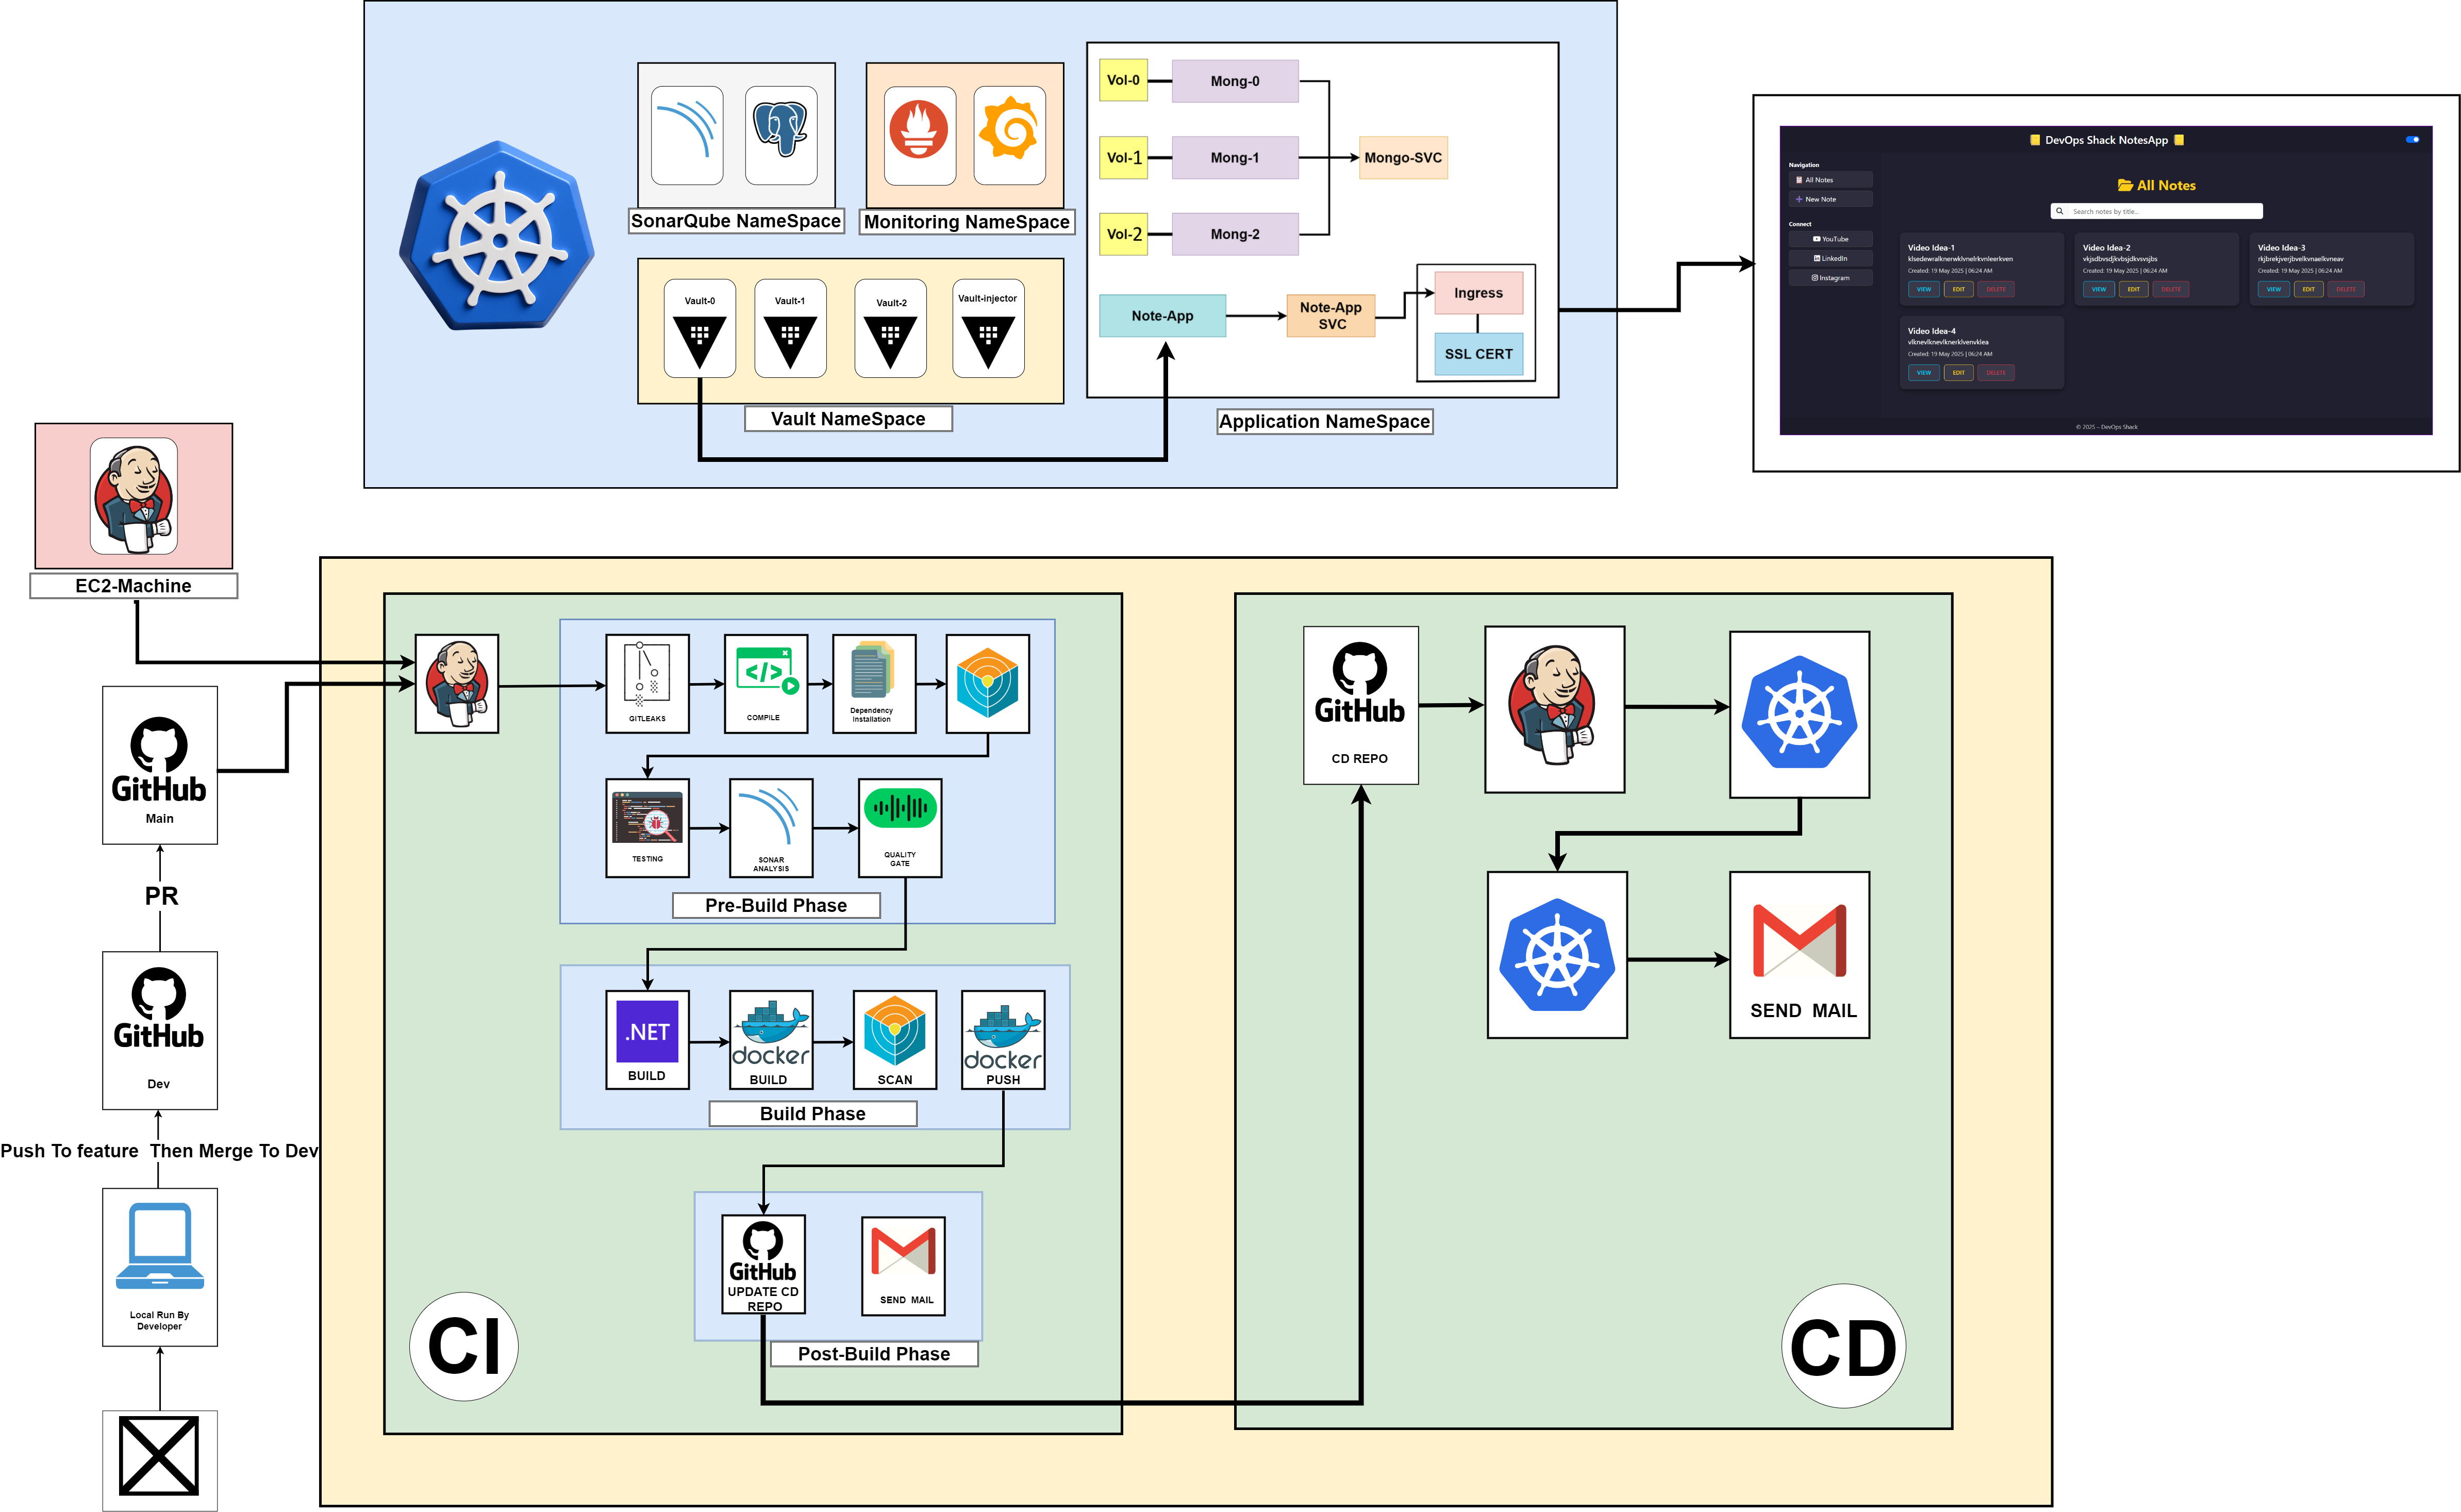 SonarQube NameSpace
Monitoring NameSpace
Vault-0
Vault-1
Vault-2
Vault-injector
Vault NameSpace
Vol-0
Mong-0
Vol-1
Mong-1
Mongo-SVC
Vol-2
Mong-2
Note-App
Note-App
SVC
Ingress
SSL CERT
Application NameSpace
DevOps Shack NotesApp
Navigation
All Notes
New Note
Connect
YouTube
LinkedIn
Instagram
All Notes
Search notes by title...
Video Idea-1
klsedewralknerwklvnelrkvnleerkven
Created: 19 May 2025 | 06:24 AM
VIEW
EDIT
DELETE
Video Idea-2
vkjsdbvsdjkvbsjdkvsvsjbs
Created: 19 May 2025 | 06:24 AM
VIEW
EDIT
DELETE
Video Idea-3
rkjbrekjverjbvelkvnaelkvneav
Created: 19 May 2025 | 06:24 AM
VIEW
EDIT
DELETE
Video Idea-4
vlknevlknevlknerklvenvklea
Created: 19 May 2025 | 06:24 AM
VIEW
EDIT
DELETE
© 2025 – DevOps Shack
EC2-Machine
GitHub
Main
PR
GitHub
Dev
Push To feature Then Merge To Dev
Local Run By
Developer
GITLEAKS
COMPILE
Dependency
Installation
TESTING
SONAR
ANALYSIS
QUALITY
GATE
Pre-Build Phase
.NET
BUILD
docker
BUILD
SCAN
docker
PUSH
Build Phase
GitHub
UPDATE CD
REPO
SEND MAIL
Post-Build Phase
CI
GitHub
CD REPO
SEND MAIL
CD